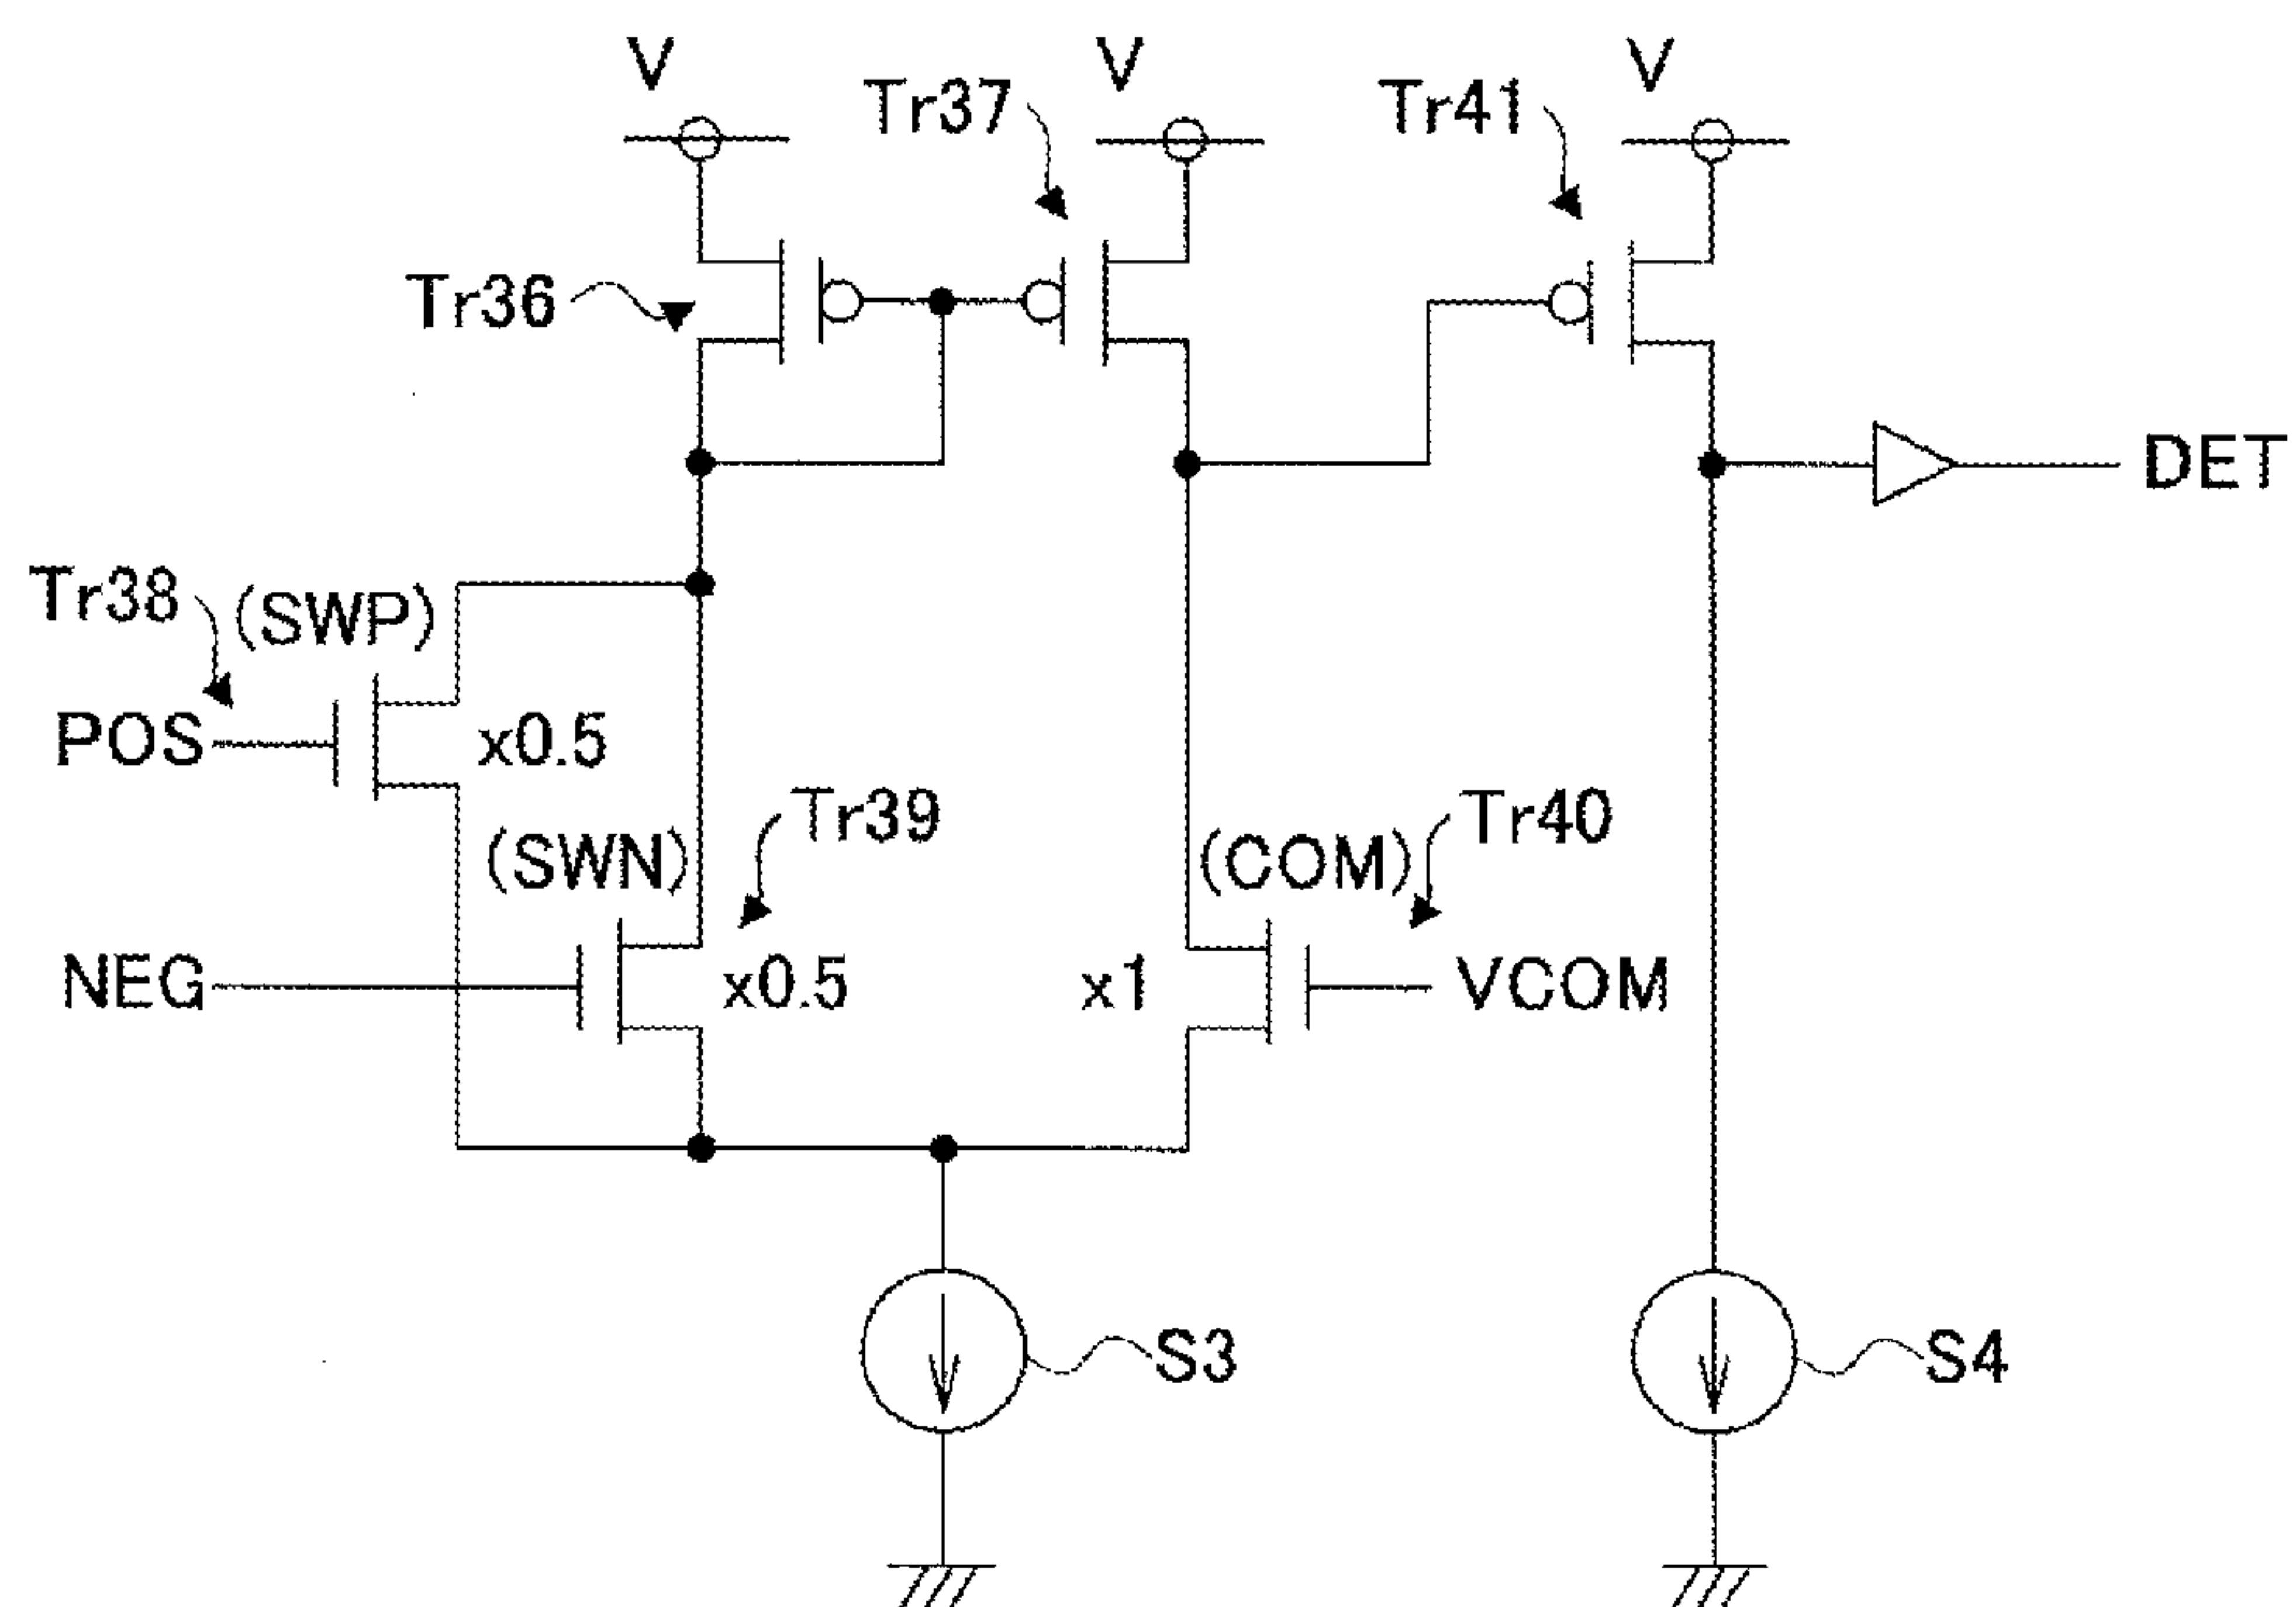 V V V
Tr37 Tr41
Tr36
DET
Tr38 (SWP)
POS x0.5
Tr39 Tr40
(SWN) (COM)
NEG x0.5 x1 VCOM
S3 S4